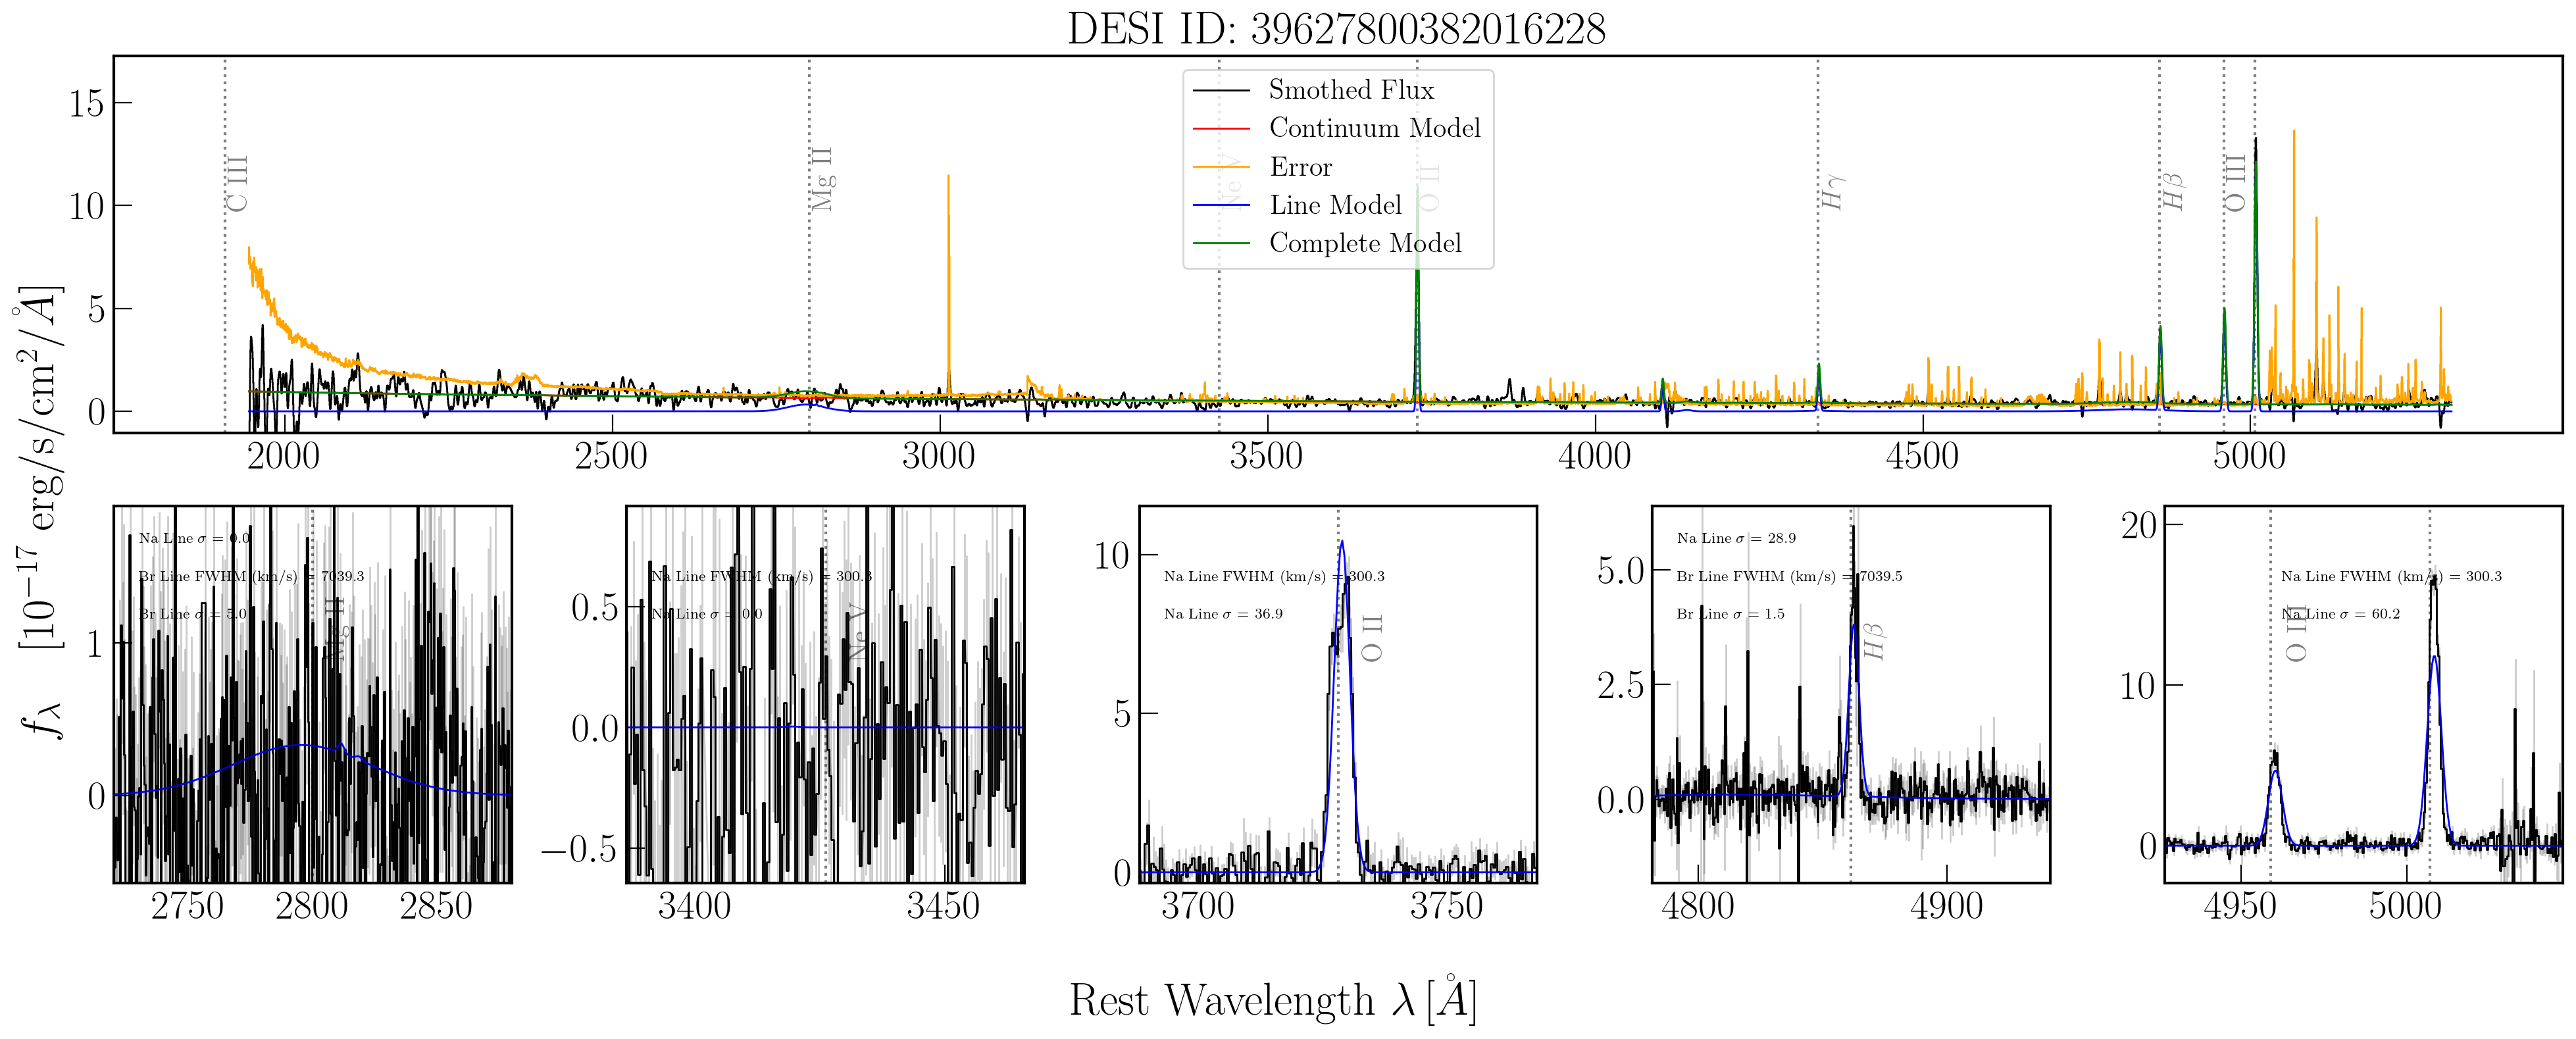 DESI ID: 39627800382016228
Smothed Flux
Continuum Model
Error
Line Model
Complete Model
C III
Mg II
Ne V
O II
Hγ
Hβ
O III
15
10
5
0
2000 2500 3000 3500 4000 4500 5000
f_λ [10^{-17} erg/s/cm^2/Å]
Na Line σ = 0.0
Br Line FWHM (km/s) = 7039.3
Br Line σ = 5.0
Mg II
1
0
2750 2800 2850
Na Line FWHM (km/s) = 300.3
Na Line σ = 0.0
Ne V
0.5
0.0
−0.5
3400 3450
Na Line FWHM (km/s) = 300.3
Na Line σ = 36.9
O II
10
5
0
3700 3750
Na Line σ = 28.9
Br Line FWHM (km/s) = 7039.5
Br Line σ = 1.5
Hβ
5.0
2.5
0.0
4800 4900
Na Line FWHM (km/s) = 300.3
Na Line σ = 60.2
O III
20
10
0
4950 5000
Rest Wavelength λ [Å]